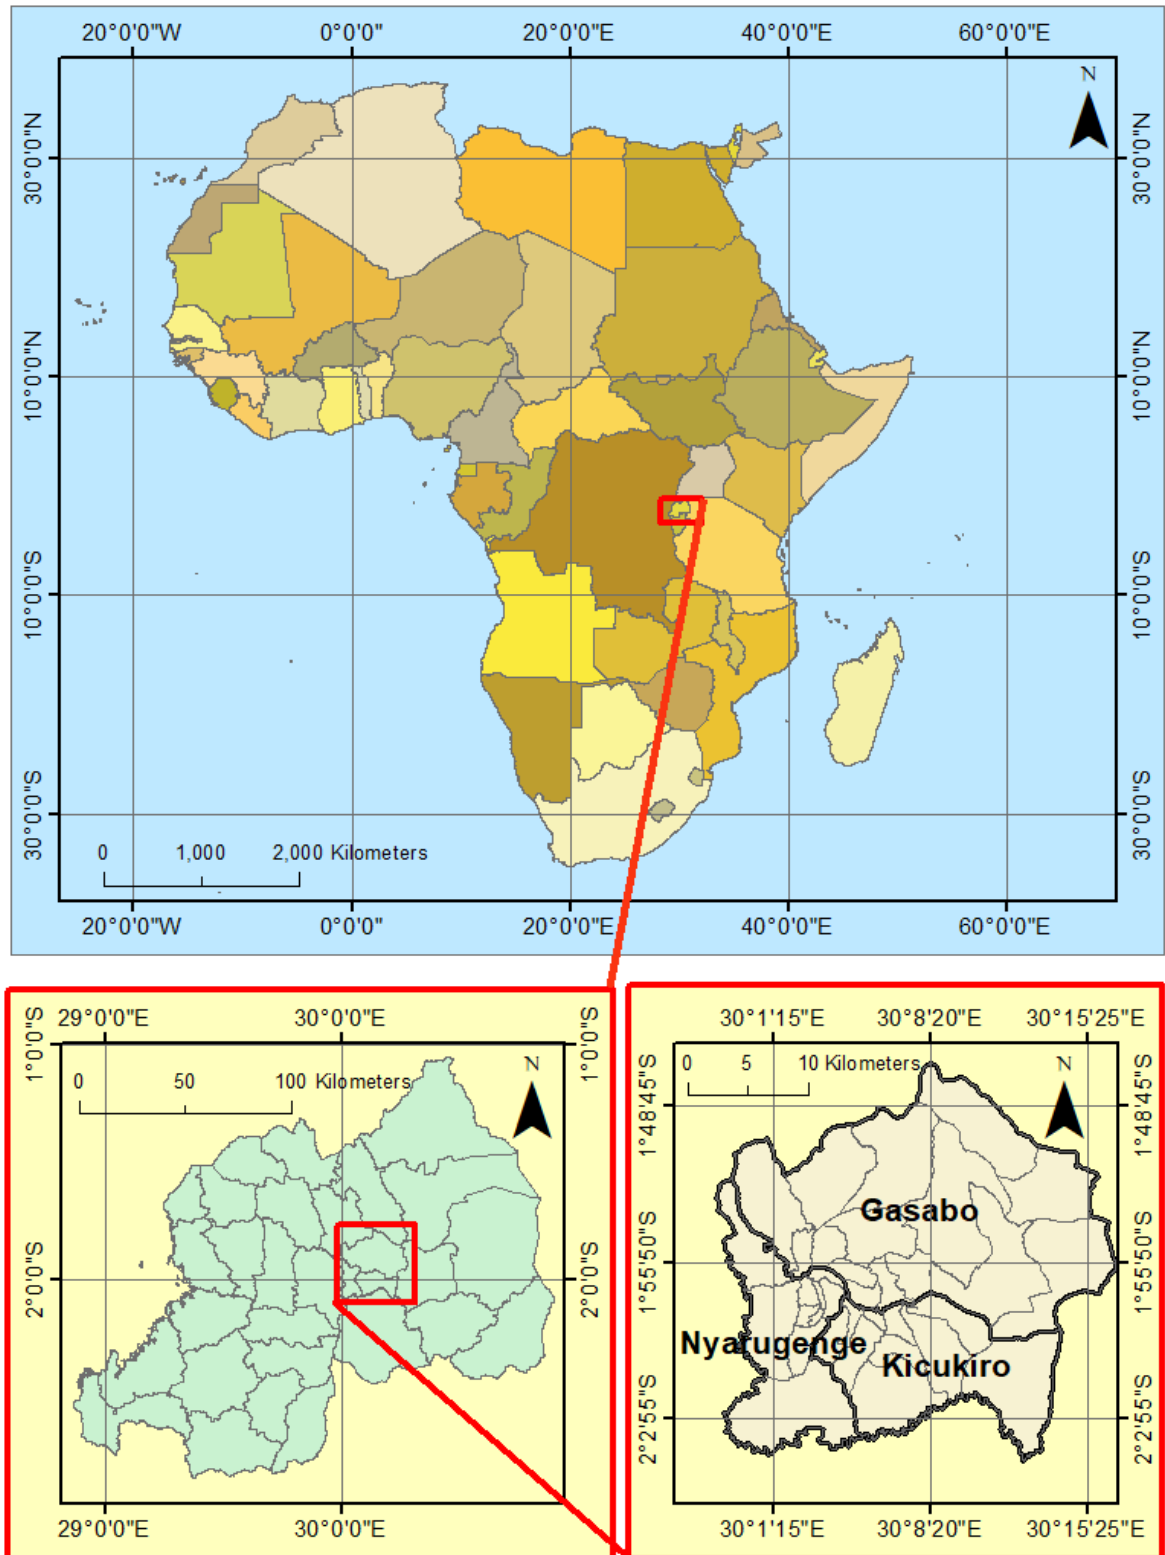 20°0'0"W 0°0'0" 20°0'0"E 40°0'0"E 60°0'0"E
N
30°0'0"N 30°0'0"N
10°0'0"N 10°0'0"N
10°0'0"S 10°0'0"S
30°0'0"S 30°0'0"S
0 1,000 2,000 Kilometers
20°0'0"W 0°0'0" 20°0'0"E 40°0'0"E 60°0'0"E
29°0'0"E 30°0'0"E
1°0'0"S 1°0'0"S
0 50 100 Kilometers
N
2°0'0"S 2°0'0"S
29°0'0"E 30°0'0"E
30°1'15"E 30°8'20"E 30°15'25"E
0 5 10 Kilometers
N
1°48'45"S 1°48'45"S
Gasabo
1°55'50"S 1°55'50"S
Nyarugenge
Kicukiro
2°2'55"S 2°2'55"S
30°1'15"E 30°8'20"E 30°15'25"E